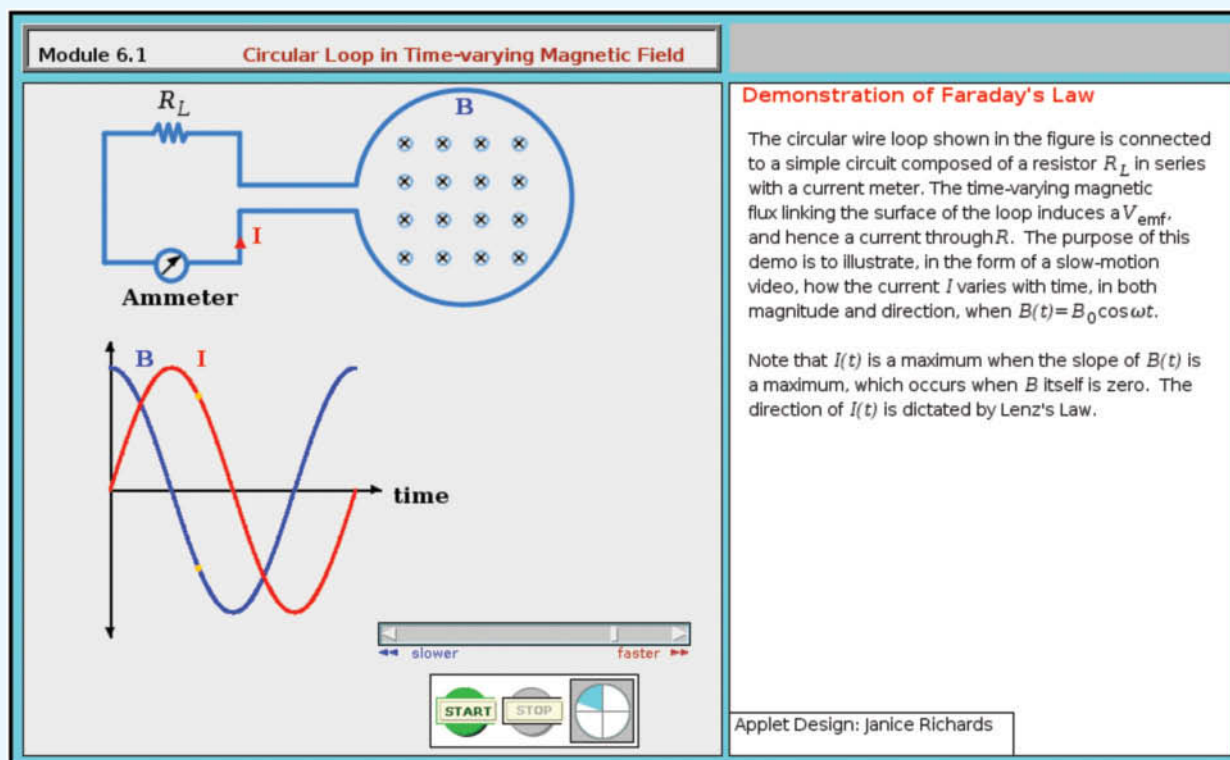 Module 6.1
Circular Loop in Time-varying Magnetic Field
R_L
B
I
Ammeter
B
I
time
slower
faster
START
STOP
Demonstration of Faraday's Law
The circular wire loop shown in the figure is connected
to a simple circuit composed of a resistor R_L in series
with a current meter. The time-varying magnetic
flux linking the surface of the loop induces a V_emf,
and hence a current through R. The purpose of this
demo is to illustrate, in the form of a slow-motion
video, how the current I varies with time, in both
magnitude and direction, when B(t)=B_0 cos ωt.
Note that I(t) is a maximum when the slope of B(t) is
a maximum, which occurs when B itself is zero. The
direction of I(t) is dictated by Lenz's Law.
Applet Design: Janice Richards